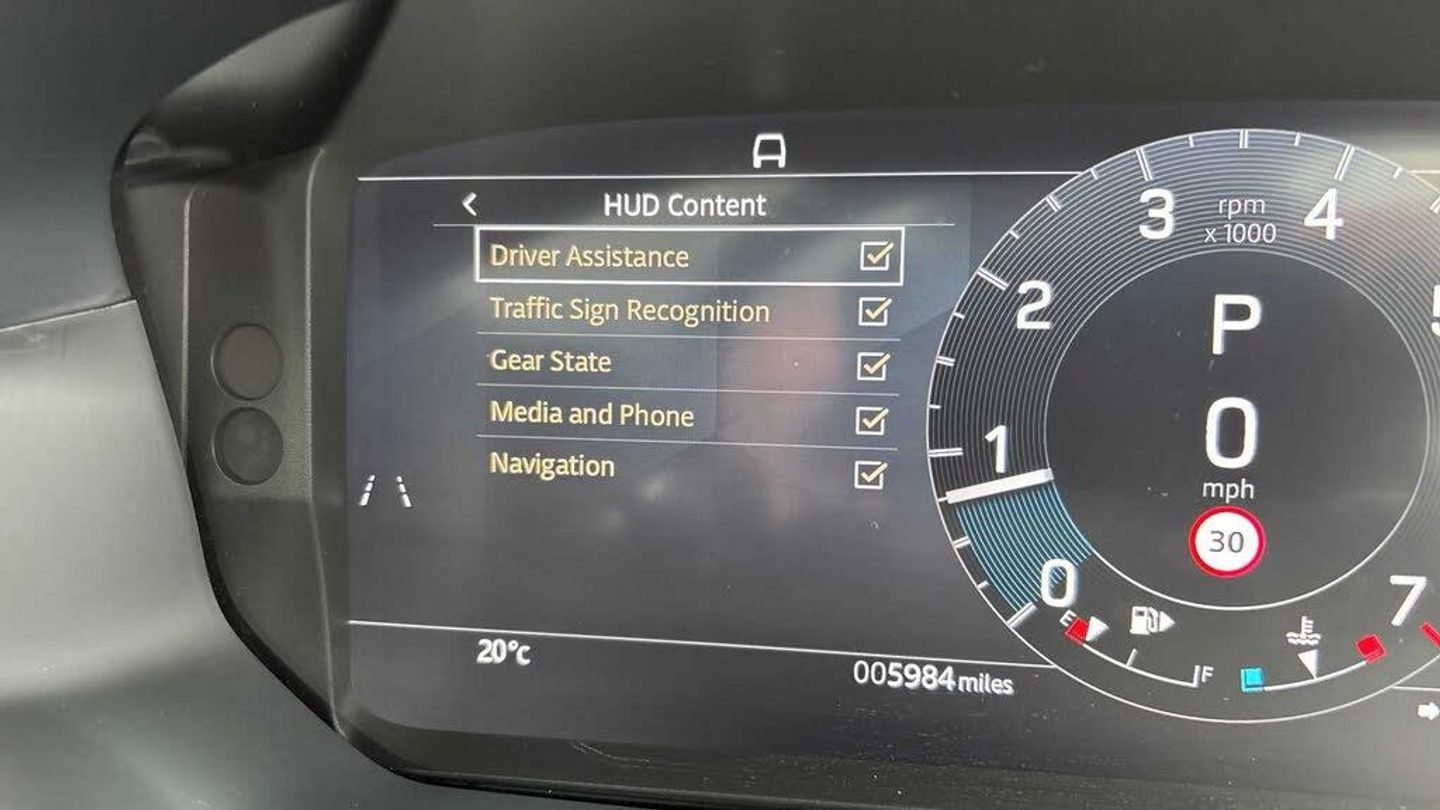 HUD Content
Driver Assistance
Traffic Sign Recognition
Gear State
Media and Phone
Navigation
20°c
005984 miles
3
rpm
x 1000
4
2
5
P
1
0
mph
30
0
7
E
F